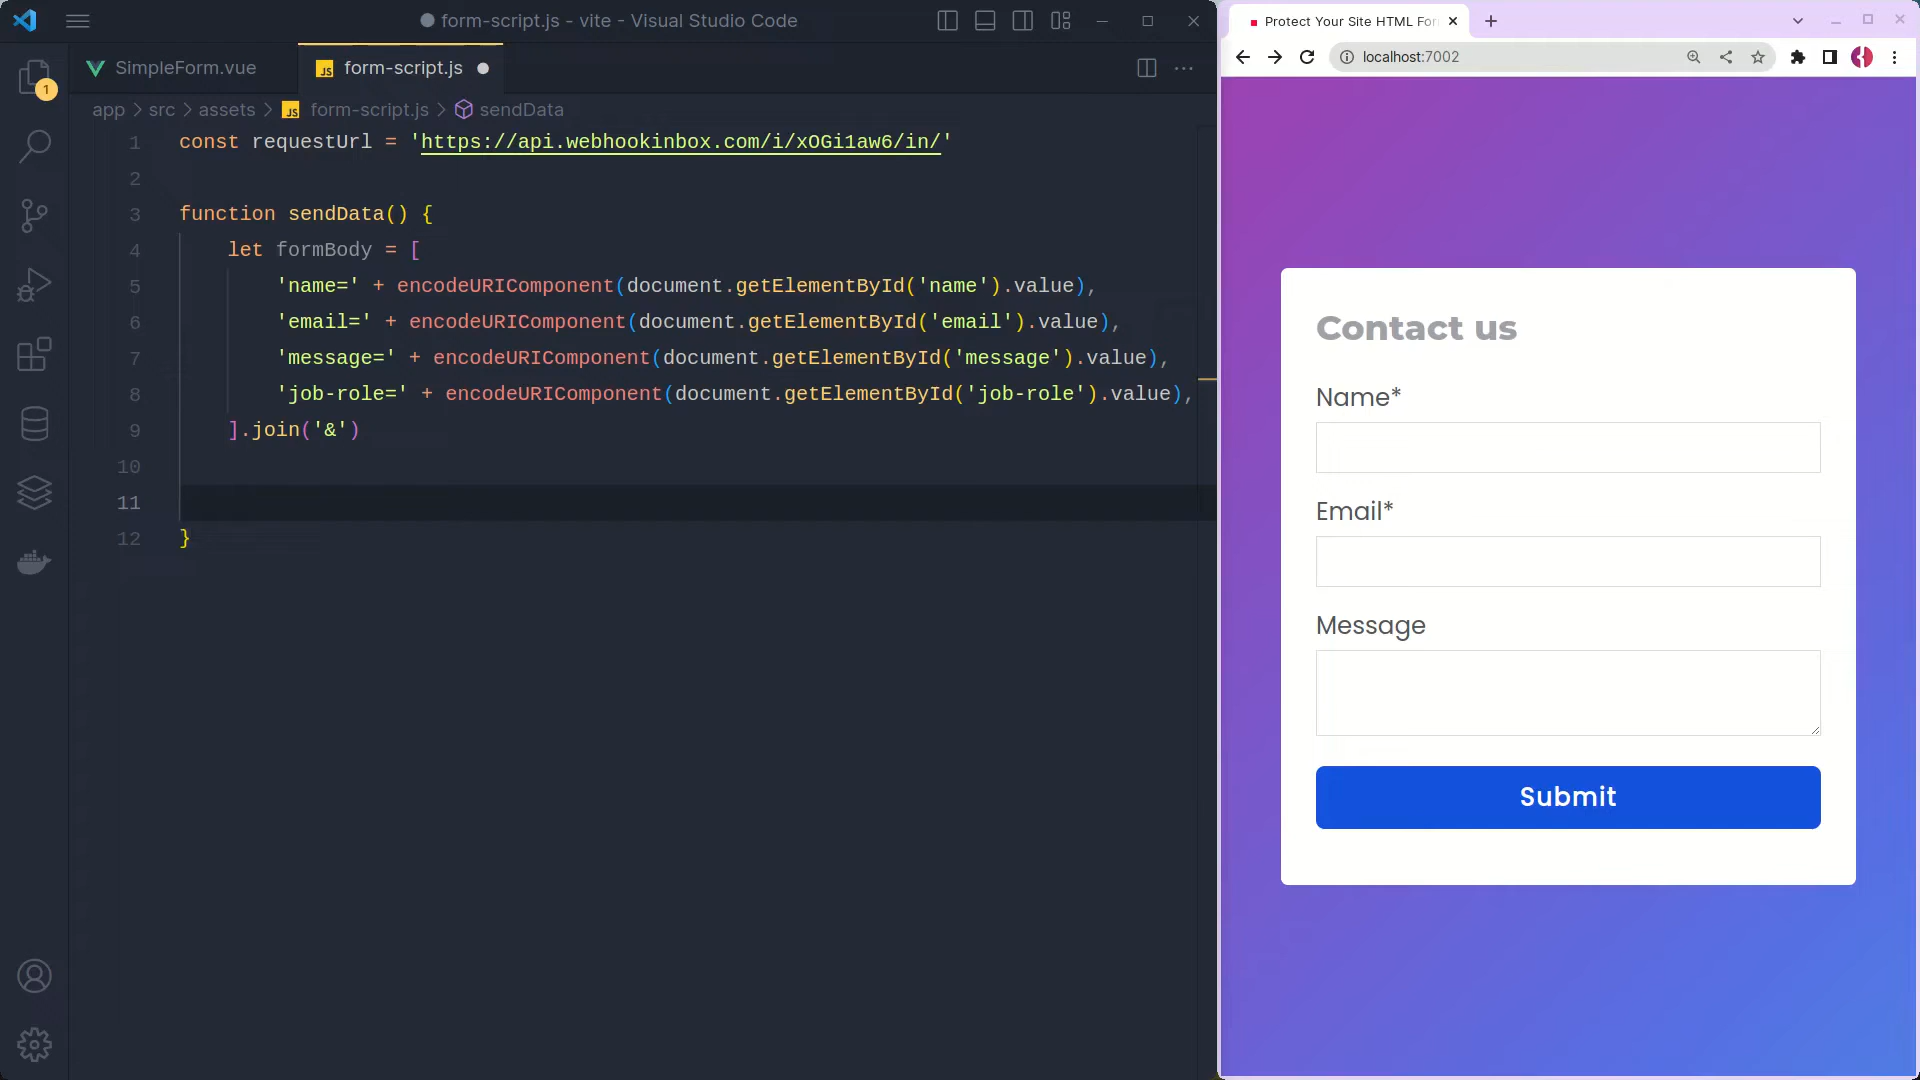 form-script.js - vite - Visual Studio Code
SimpleForm.vue
form-script.js
app > src > assets > JS form-script.js > sendData
1
1 const requestUrl = 'https://api.webhookinbox.com/i/xOGi1aw6/in/'
2
3 function sendData() {
4 let formBody = [
5 'name=' + encodeURIComponent(document.getElementById('name').value),
6 'email=' + encodeURIComponent(document.getElementById('email').value),
7 'message=' + encodeURIComponent(document.getElementById('message').value),
8 'job-role=' + encodeURIComponent(document.getElementById('job-role').value),
9 ].join('&')
10
11
12 }
Protect Your Site HTML For
localhost:7002
Contact us
Name*
Email*
Message
Submit